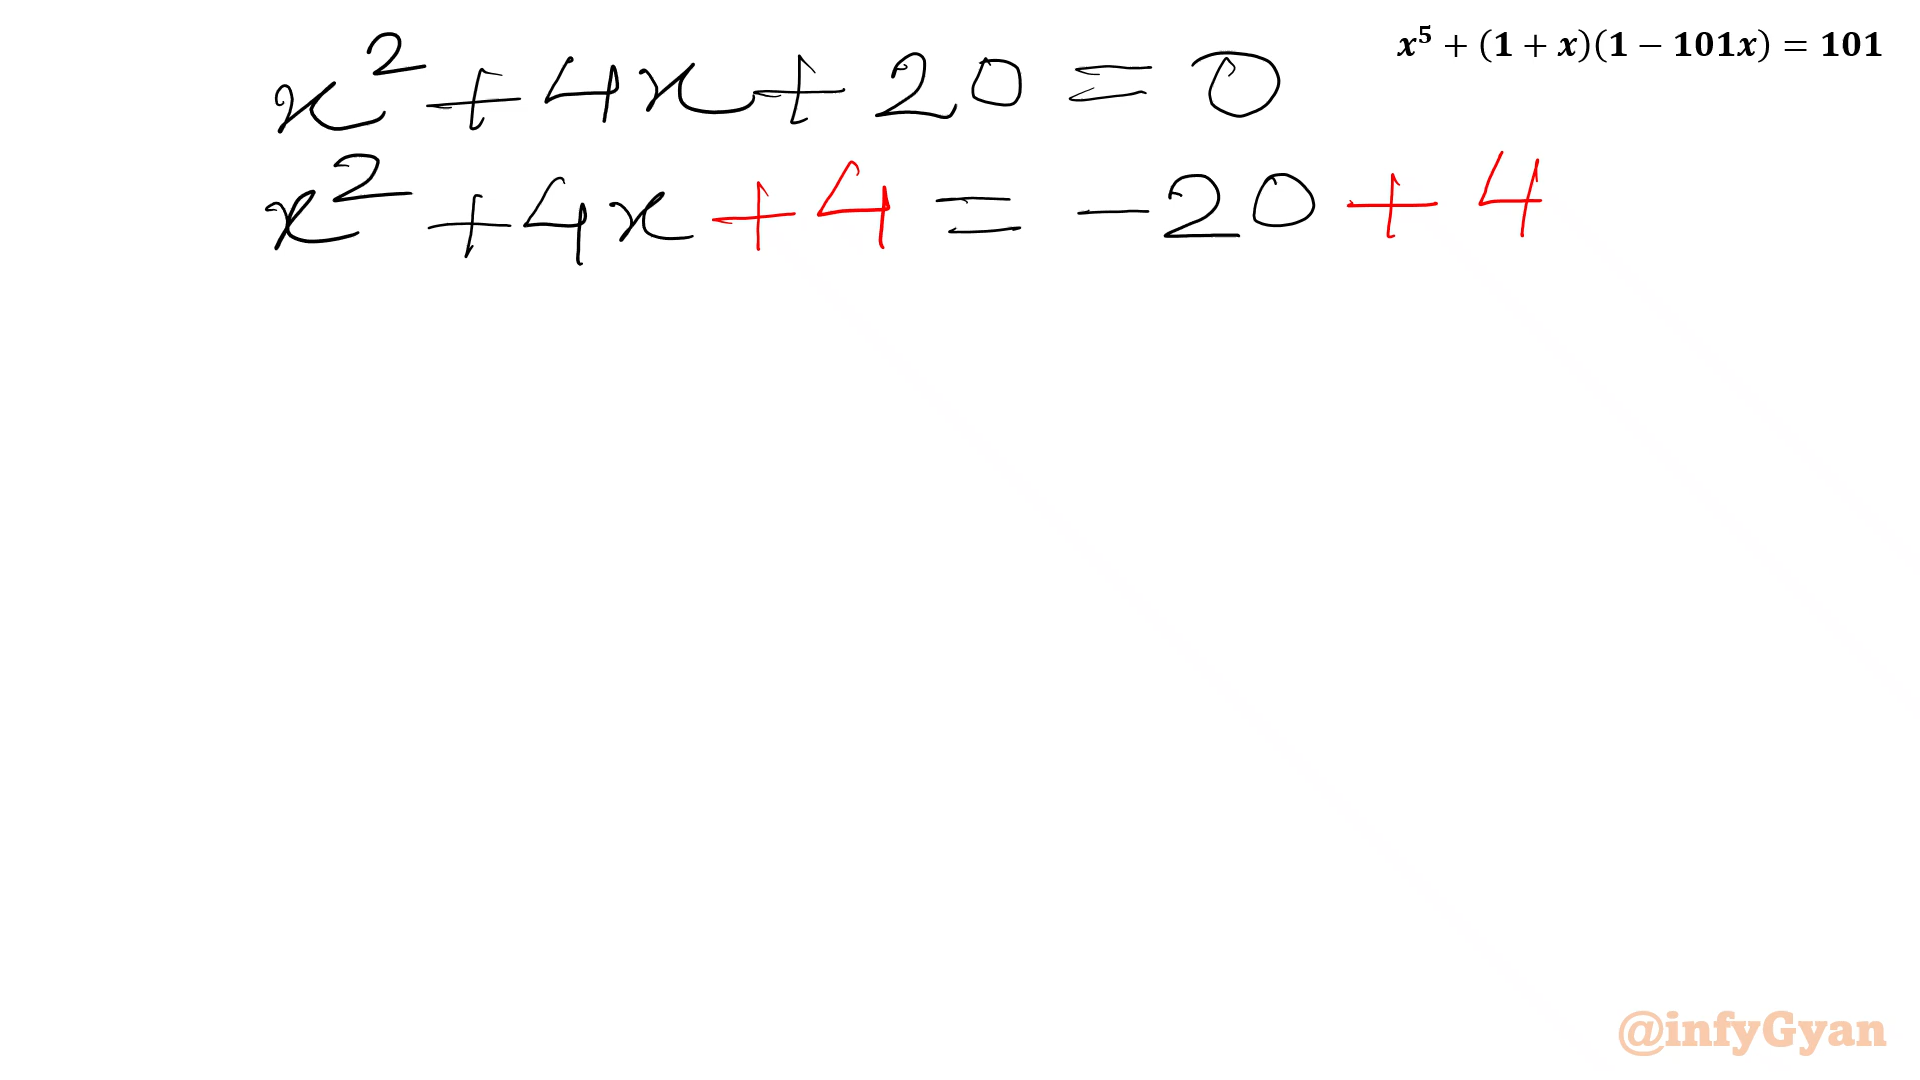 x² + 4x + 20 = 0
x⁵ + (1 + x)(1 − 101x) = 101
x² + 4x + 4 = −20 + 4
@infyGyan